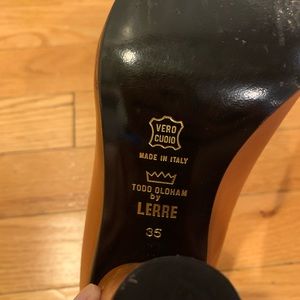 VERO
CUOIO
MADE IN ITALY
TODD OLDHAM
by
LERRE
35